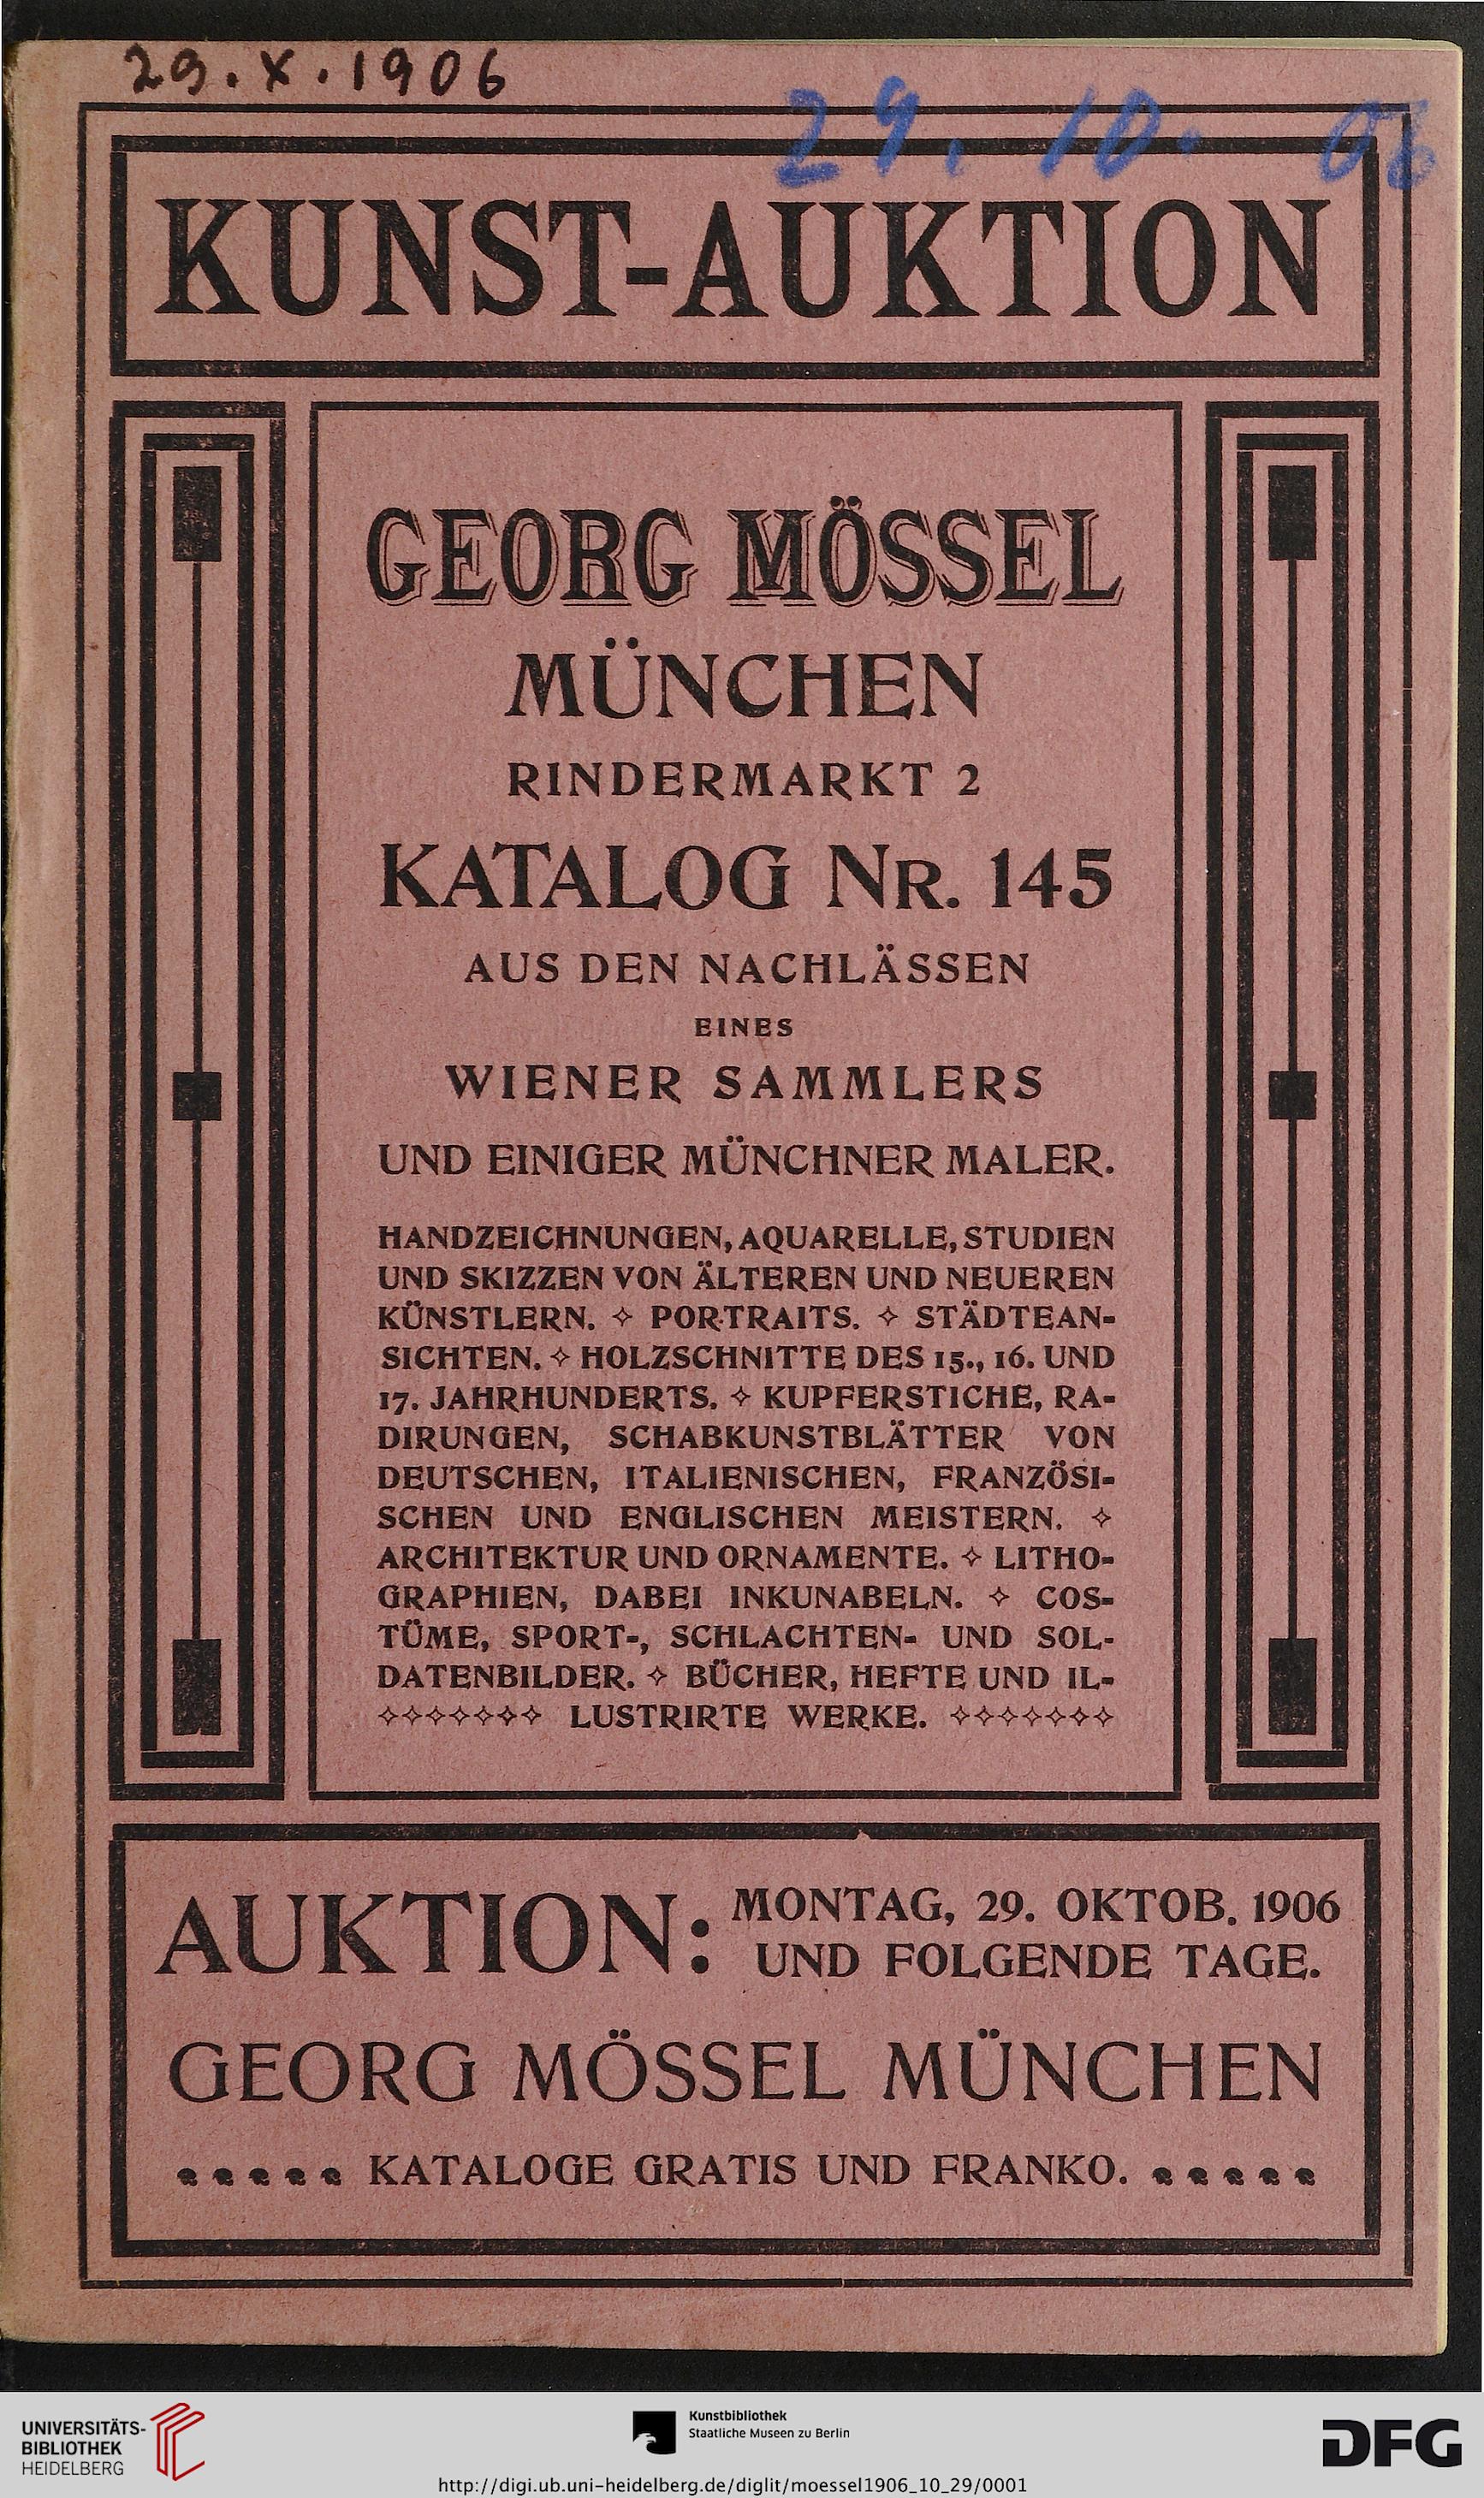 29. X. 1906
29. 10. 06
KUNST-AUKTION
GEORG MÖSSEL
MÜNCHEN
RINDERMARKT 2
KATALOG NR. 145
AUS DEN NACHLÄSSEN
EINES
WIENER SAMMLERS
UND EINIGER MÜNCHNER MALER.
HANDZEICHNUNGEN, AQUARELLE, STUDIEN
UND SKIZZEN VON ÄLTEREN UND NEUEREN
KÜNSTLERN. ✧ PORTRAITS. ✧ STÄDTEAN-
SICHTEN. ✧ HOLZSCHNITTE DES 15., 16. UND
17. JAHRHUNDERTS. ✧ KUPFERSTICHE, RA-
DIRUNGEN, SCHABKUNSTBLÄTTER VON
DEUTSCHEN, ITALIENISCHEN, FRANZÖSI-
SCHEN UND ENGLISCHEN MEISTERN. ✧
ARCHITEKTUR UND ORNAMENTE. ✧ LITHO-
GRAPHIEN, DABEI INKUNABELN. ✧ COS-
TÜME, SPORT-, SCHLACHTEN- UND SOL-
DATENBILDER. ✧ BÜCHER, HEFTE UND IL-
✧✧✧✧✧✧✧ LUSTRIRTE WERKE. ✧✧✧✧✧✧✧
AUKTION: MONTAG, 29. OKTOB. 1906
UND FOLGENDE TAGE.
GEORG MÖSSEL MÜNCHEN
KATALOGE GRATIS UND FRANKO.
UNIVERSITÄTS-
BIBLIOTHEK
HEIDELBERG
Kunstbibliothek
Staatliche Museen zu Berlin
DFG
http://digi.ub.uni-heidelberg.de/diglit/moessel1906_10_29/0001